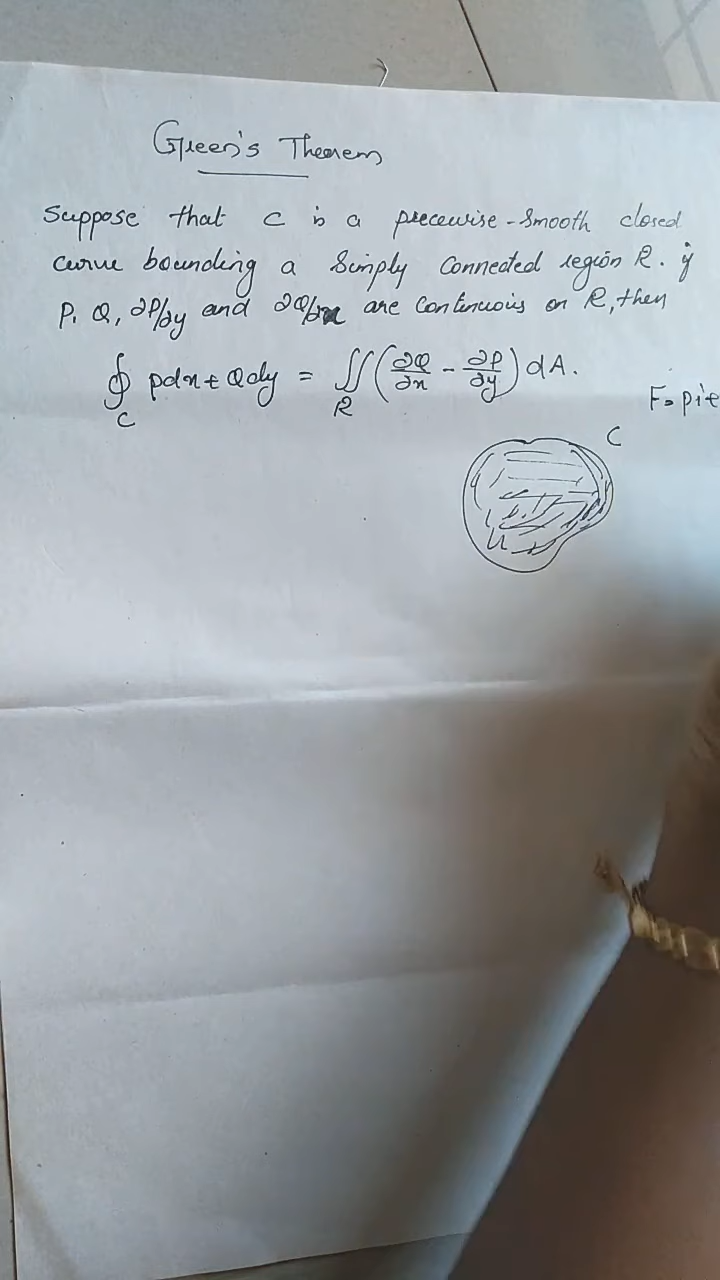 Green's Theorem
Suppose that C is a piecewise-smooth closed
curve bounding a simply connected region R. if
P, Q, ∂P/∂y and ∂Q/∂x are continuous on R, then
∮_C pdx + Qdy = ∬_R (∂Q/∂x - ∂P/∂y) dA.
F = pi +
C